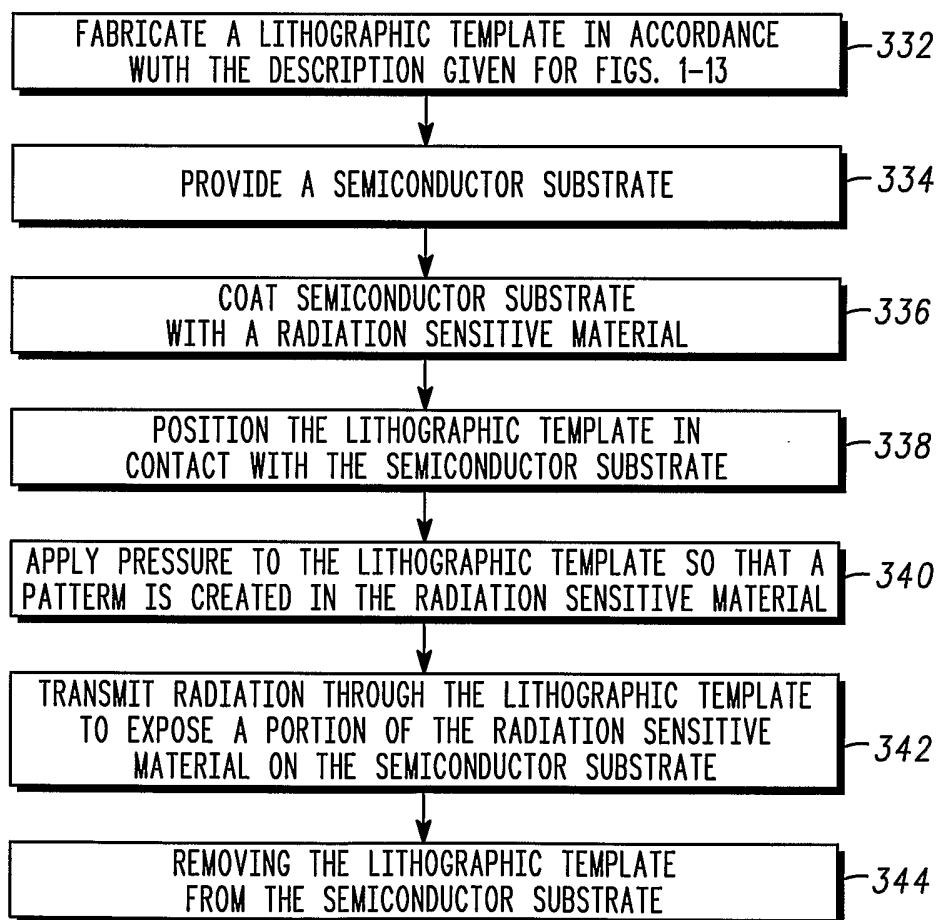 FABRICATE A LITHOGRAPHIC TEMPLATE IN ACCORDANCE
WUTH THE DESCRIPTION GIVEN FOR FIGS. 1-13
332
PROVIDE A SEMICONDUCTOR SUBSTRATE
334
COAT SEMICONDUCTOR SUBSTRATE
WITH A RADIATION SENSITIVE MATERIAL
336
POSITION THE LITHOGRAPHIC TEMPLATE IN
CONTACT WITH THE SEMICONDUCTOR SUBSTRATE
338
APPLY PRESSURE TO THE LITHOGRAPHIC TEMPLATE SO THAT A
PATTERM IS CREATED IN THE RADIATION SENSITIVE MATERIAL
340
TRANSMIT RADIATION THROUGH THE LITHOGRAPHIC TEMPLATE
TO EXPOSE A PORTION OF THE RADIATION SENSITIVE
MATERIAL ON THE SEMICONDUCTOR SUBSTRATE
342
REMOVING THE LITHOGRAPHIC TEMPLATE
FROM THE SEMICONDUCTOR SUBSTRATE
344